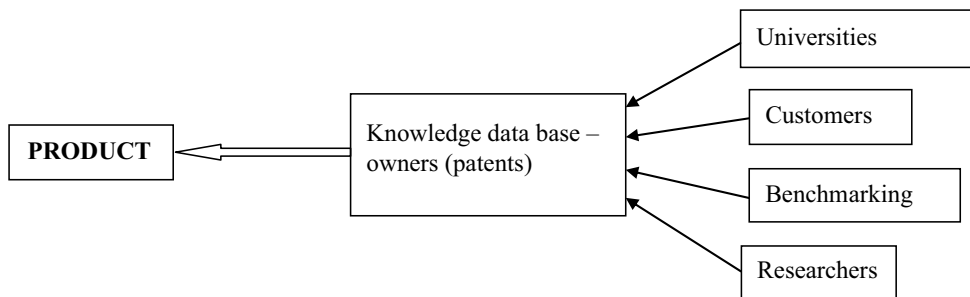 Universities
Customers
Knowledge data base –
owners (patents)
PRODUCT
Benchmarking
Researchers